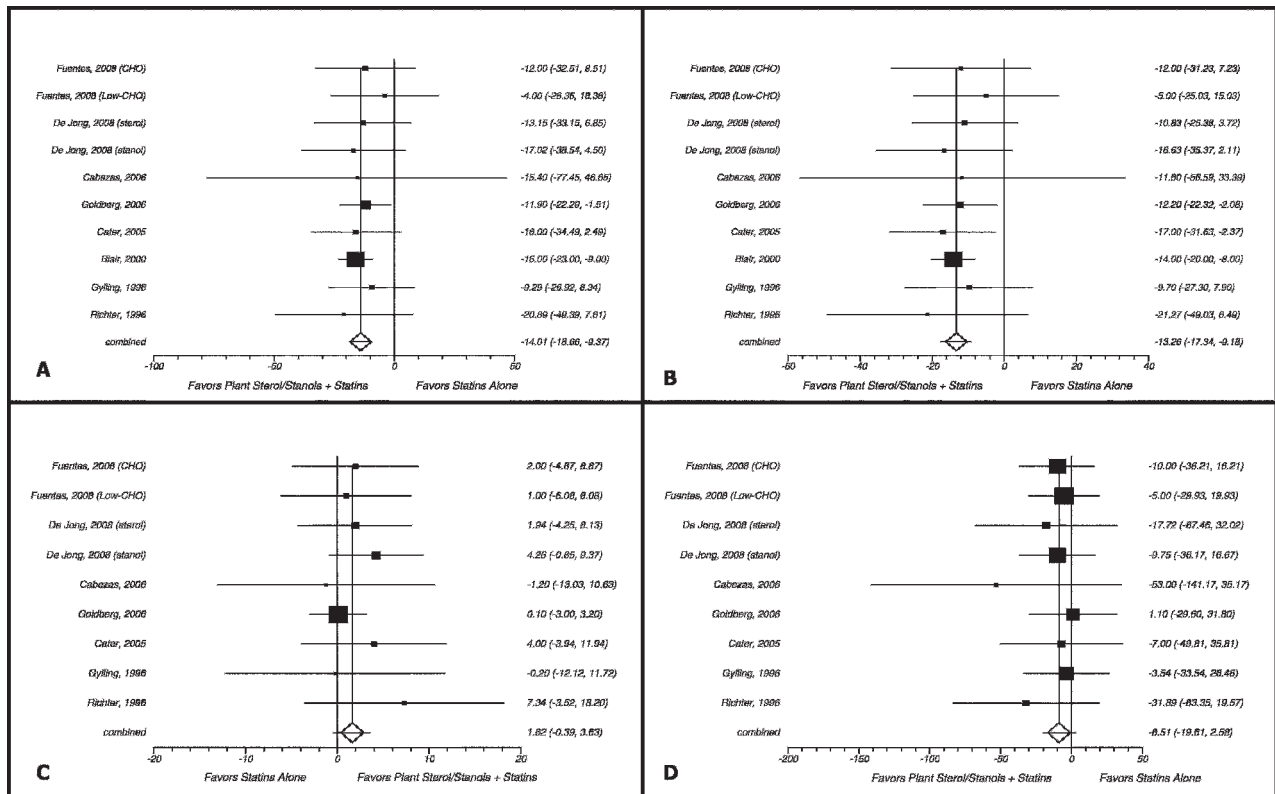 Fuentes, 2008 (CHO) -12.00 (-32.51, 8.51)
Fuentes, 2008 (Low-CHO) -4.00 (-26.36, 18.36)
De Jong, 2008 (sterol) -13.15 (-33.15, 6.85)
De Jong, 2008 (stanol) -17.02 (-38.54, 4.50)
Cabezas, 2006 -15.40 (-77.45, 46.65)
Goldberg, 2006 -11.90 (-22.29, -1.51)
Cater, 2005 -16.00 (-34.49, 2.49)
Blair, 2000 -16.00 (-23.00, -9.00)
Gylling, 1996 -9.29 (-26.92, 8.34)
Richter, 1996 -20.89 (-49.39, 7.61)
combined -14.01 (-18.66, -9.37)
-100 -50 0 50
A
Favors Plant Sterol/Stanols + Statins Favors Statins Alone
Fuentes, 2008 (CHO) -12.00 (-31.23, 7.23)
Fuentes, 2008 (Low-CHO) -5.00 (-25.03, 15.03)
De Jong, 2008 (sterol) -10.83 (-25.38, 3.72)
De Jong, 2008 (stanol) -16.63 (-35.37, 2.11)
Cabezas, 2006 -11.60 (-56.59, 33.39)
Goldberg, 2006 -12.20 (-22.32, -2.08)
Cater, 2005 -17.00 (-31.63, -2.37)
Blair, 2000 -14.00 (-20.00, -8.00)
Gylling, 1996 -9.70 (-27.30, 7.90)
Richter, 1996 -21.27 (-49.03, 6.49)
combined -13.26 (-17.34, -9.18)
-60 -40 -20 0 20 40
B
Favors Plant Sterol/Stanols + Statins Favors Statins Alone
Fuentes, 2008 (CHO) 2.00 (-4.87, 8.87)
Fuentes, 2008 (Low-CHO) 1.00
De Jong, 2008 (sterol) 1.94 (-4.25, 8.13)
De Jong, 2008 (stanol) 4.26 (-0.85, 9.37)
Cabezas, 2006 -1.20 (-13.03, 10.63)
Goldberg, 2006 0.10 (-3.00, 3.20)
Cater, 2005 4.00 (-3.94, 11.94)
Gylling, 1996 -0.20 (-12.12, 11.72)
Richter, 1996 7.34 (-3.52, 18.20)
combined 1.62 (-0.39, 3.63)
-20 -10 0 10 20
C
Favors Statins Alone Favors Plant Sterol/Stanols + Statins
Fuentes, 2008 (CHO) -10.00 (-36.21, 16.21)
Fuentes, 2008 (Low-CHO) -5.00 (-29.93, 19.93)
De Jong, 2008 (sterol) -17.72 (-67.46, 32.02)
De Jong, 2008 (stanol) -9.75 (-36.17, 16.67)
Cabezas, 2006 -53.00 (-141.17, 35.17)
Goldberg, 2006 1.10 (-29.60, 31.80)
Cater, 2005 -7.00 (-49.81, 35.81)
Gylling, 1996 -3.54 (-33.54, 26.46)
Richter, 1996 -31.89 (-83.35, 19.57)
combined -8.51 (-19.61, 2.58)
-200 -150 -100 -50 0 50
D
Favors Plant Sterol/Stanols + Statins Favors Statins Alone